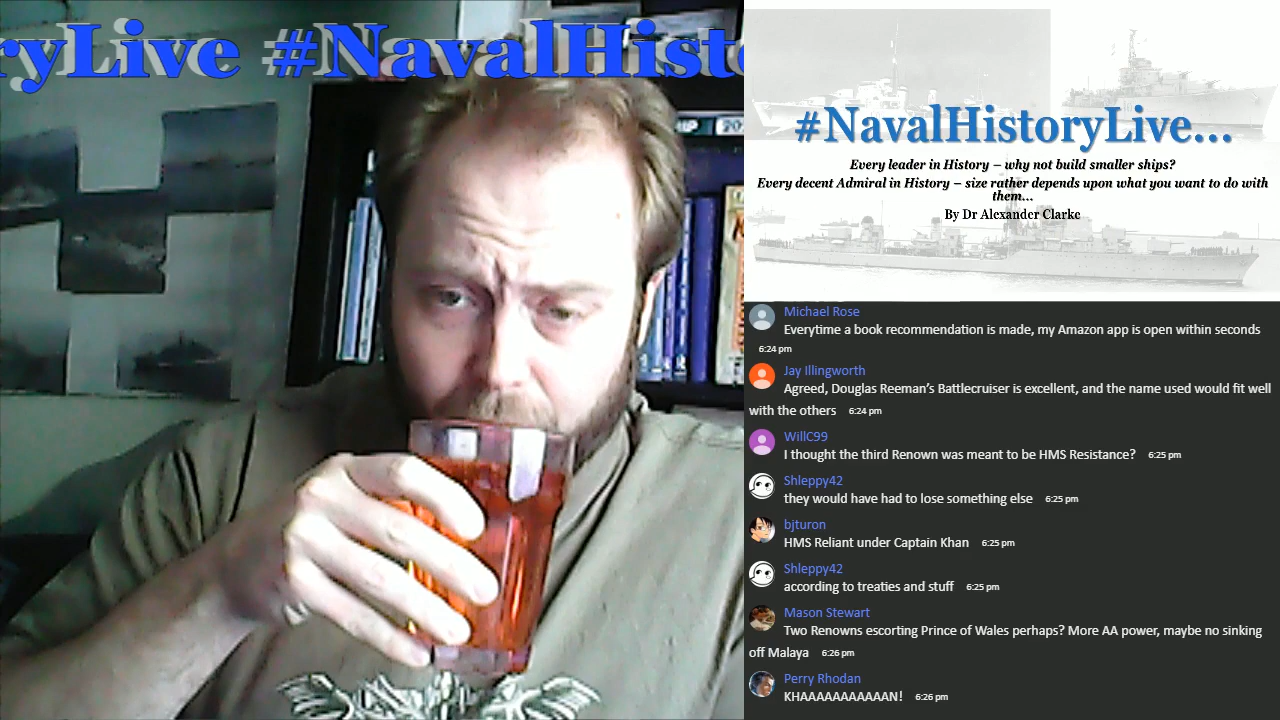 ryLive #NavalHisto
#NavalHistoryLive...
Every leader in History – why not build smaller ships?
Every decent Admiral in History – size rather depends upon what you want to do with
them...
By Dr Alexander Clarke
Michael Rose
Everytime a book recommendation is made, my Amazon app is open within seconds
6:24 pm
Jay Illingworth
Agreed, Douglas Reeman's Battlecruiser is excellent, and the name used would fit well
with the others 6:24 pm
WillC99
I thought the third Renown was meant to be HMS Resistance? 6:25 pm
Shleppy42
they would have had to lose something else 6:25 pm
bjturon
HMS Reliant under Captain Khan 6:25 pm
Shleppy42
according to treaties and stuff 6:25 pm
Mason Stewart
Two Renowns escorting Prince of Wales perhaps? More AA power, maybe no sinking
off Malaya 6:26 pm
Perry Rhodan
KHAAAAAAAAAAN! 6:26 pm